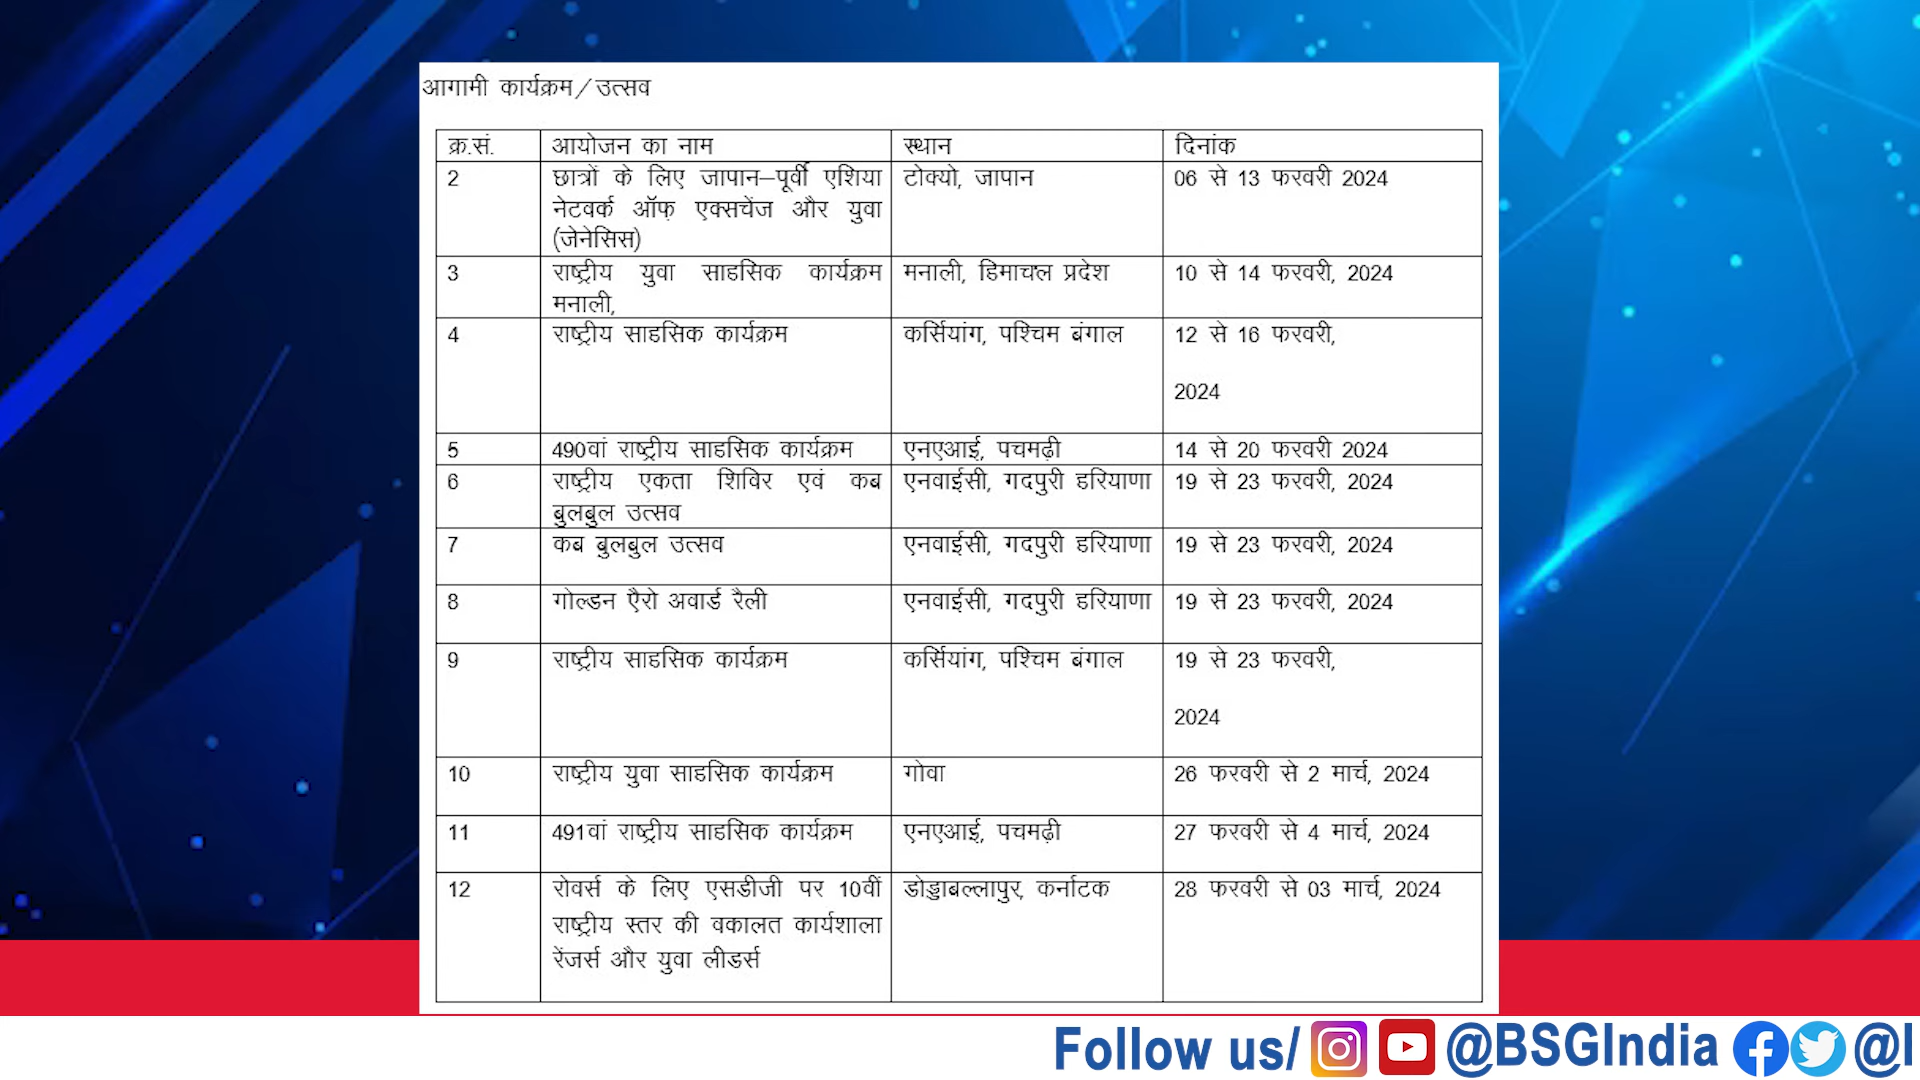 आगामी कार्यक्रम/उत्सव
क्र.सं. आयोजन का नाम स्थान दिनांक
2 छात्रों के लिए जापान–पूर्वी एशिया टोक्यो, जापान 06 से 13 फरवरी 2024
नेटवर्क ऑफ़ एक्सचेंज और युवा
(जेनेसिस)
3 राष्ट्रीय युवा साहसिक कार्यक्रम मनाली, हिमाचल प्रदेश 10 से 14 फरवरी, 2024
मनाली,
4 राष्ट्रीय साहसिक कार्यक्रम कर्सियांग, पश्चिम बंगाल 12 से 16 फरवरी,
2024
5 490वां राष्ट्रीय साहसिक कार्यक्रम एनएआई, पचमढ़ी 14 से 20 फरवरी 2024
6 राष्ट्रीय एकता शिविर एवं कब एनवाईसी, गदपुरी हरियाणा 19 से 23 फरवरी, 2024
बुलबुल उत्सव
7 कब बुलबुल उत्सव एनवाईसी, गदपुरी हरियाणा 19 से 23 फरवरी, 2024
8 गोल्डन ऐरो अवार्ड रैली एनवाईसी, गदपुरी हरियाणा 19 से 23 फरवरी, 2024
9 राष्ट्रीय साहसिक कार्यक्रम कर्सियांग, पश्चिम बंगाल 19 से 23 फरवरी,
2024
10 राष्ट्रीय युवा साहसिक कार्यक्रम गोवा 26 फरवरी से 2 मार्च, 2024
11 491वां राष्ट्रीय साहसिक कार्यक्रम एनएआई, पचमढ़ी 27 फरवरी से 4 मार्च, 2024
12 रोवर्स के लिए एसडीजी पर 10वीं डोड्डाबल्लापुर, कर्नाटक 28 फरवरी से 03 मार्च, 2024
राष्ट्रीय स्तर की वकालत कार्यशाला
रेंजर्स और युवा लीडर्स
Follow us/ @BSGIndia @